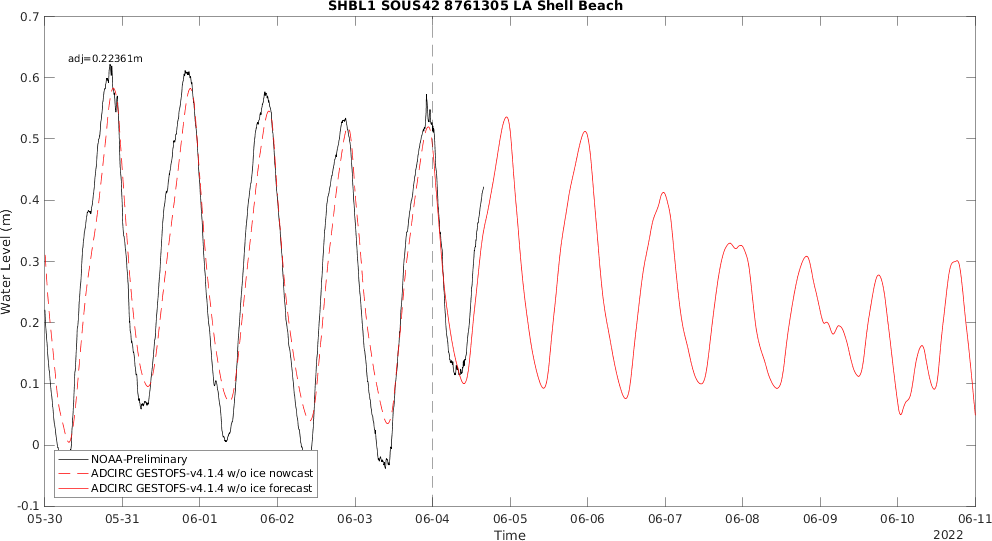 SHBL1 SOUS42 8761305 LA Shell Beach
adj=0.22361m
Water Level (m)
0.7
0.6
0.5
0.4
0.3
0.2
0.1
0
-0.1
NOAA-Preliminary
ADCIRC GESTOFS-v4.1.4 w/o ice nowcast
ADCIRC GESTOFS-v4.1.4 w/o ice forecast
05-30 05-31 06-01 06-02 06-03 06-04 06-05 06-06 06-07 06-08 06-09 06-10 06-11
Time
2022